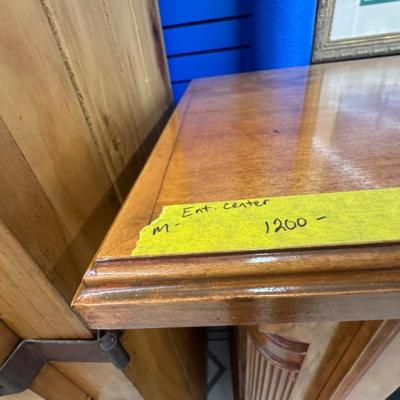 Ent. center
M- 1200-